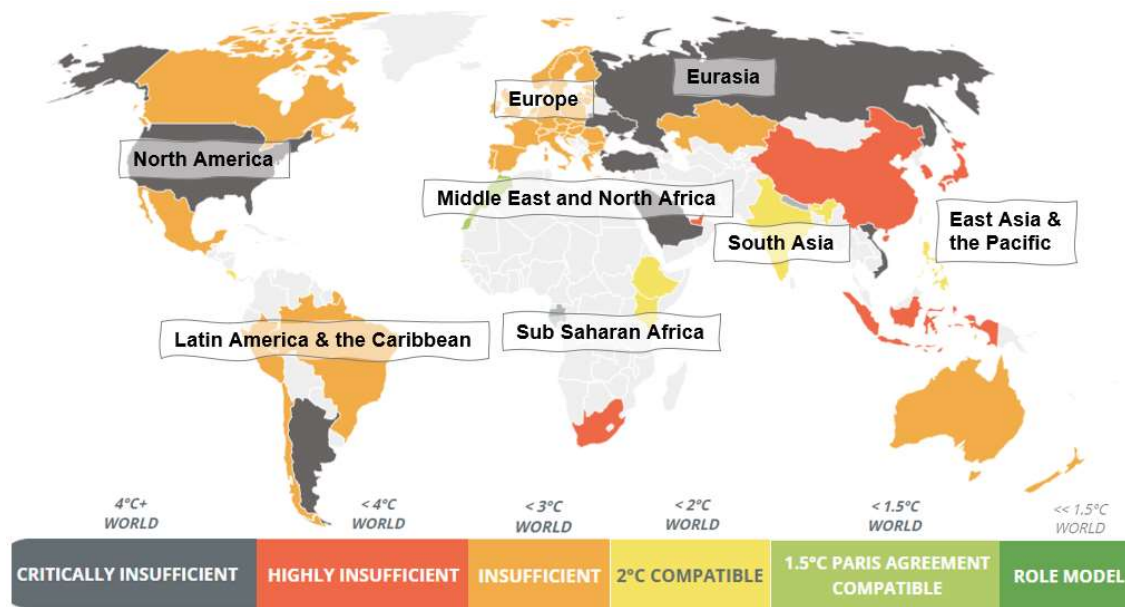 Eurasia
Europe
North America
Middle East and North Africa
South Asia
East Asia &
the Pacific
Latin America & the Caribbean
Sub Saharan Africa
4°C+
WORLD
< 4°C
WORLD
< 3°C
WORLD
< 2°C
WORLD
< 1.5°C
WORLD
<< 1.5°C
WORLD
CRITICALLY INSUFFICIENT
HIGHLY INSUFFICIENT
INSUFFICIENT
2°C COMPATIBLE
1.5°C PARIS AGREEMENT
COMPATIBLE
ROLE MODEL